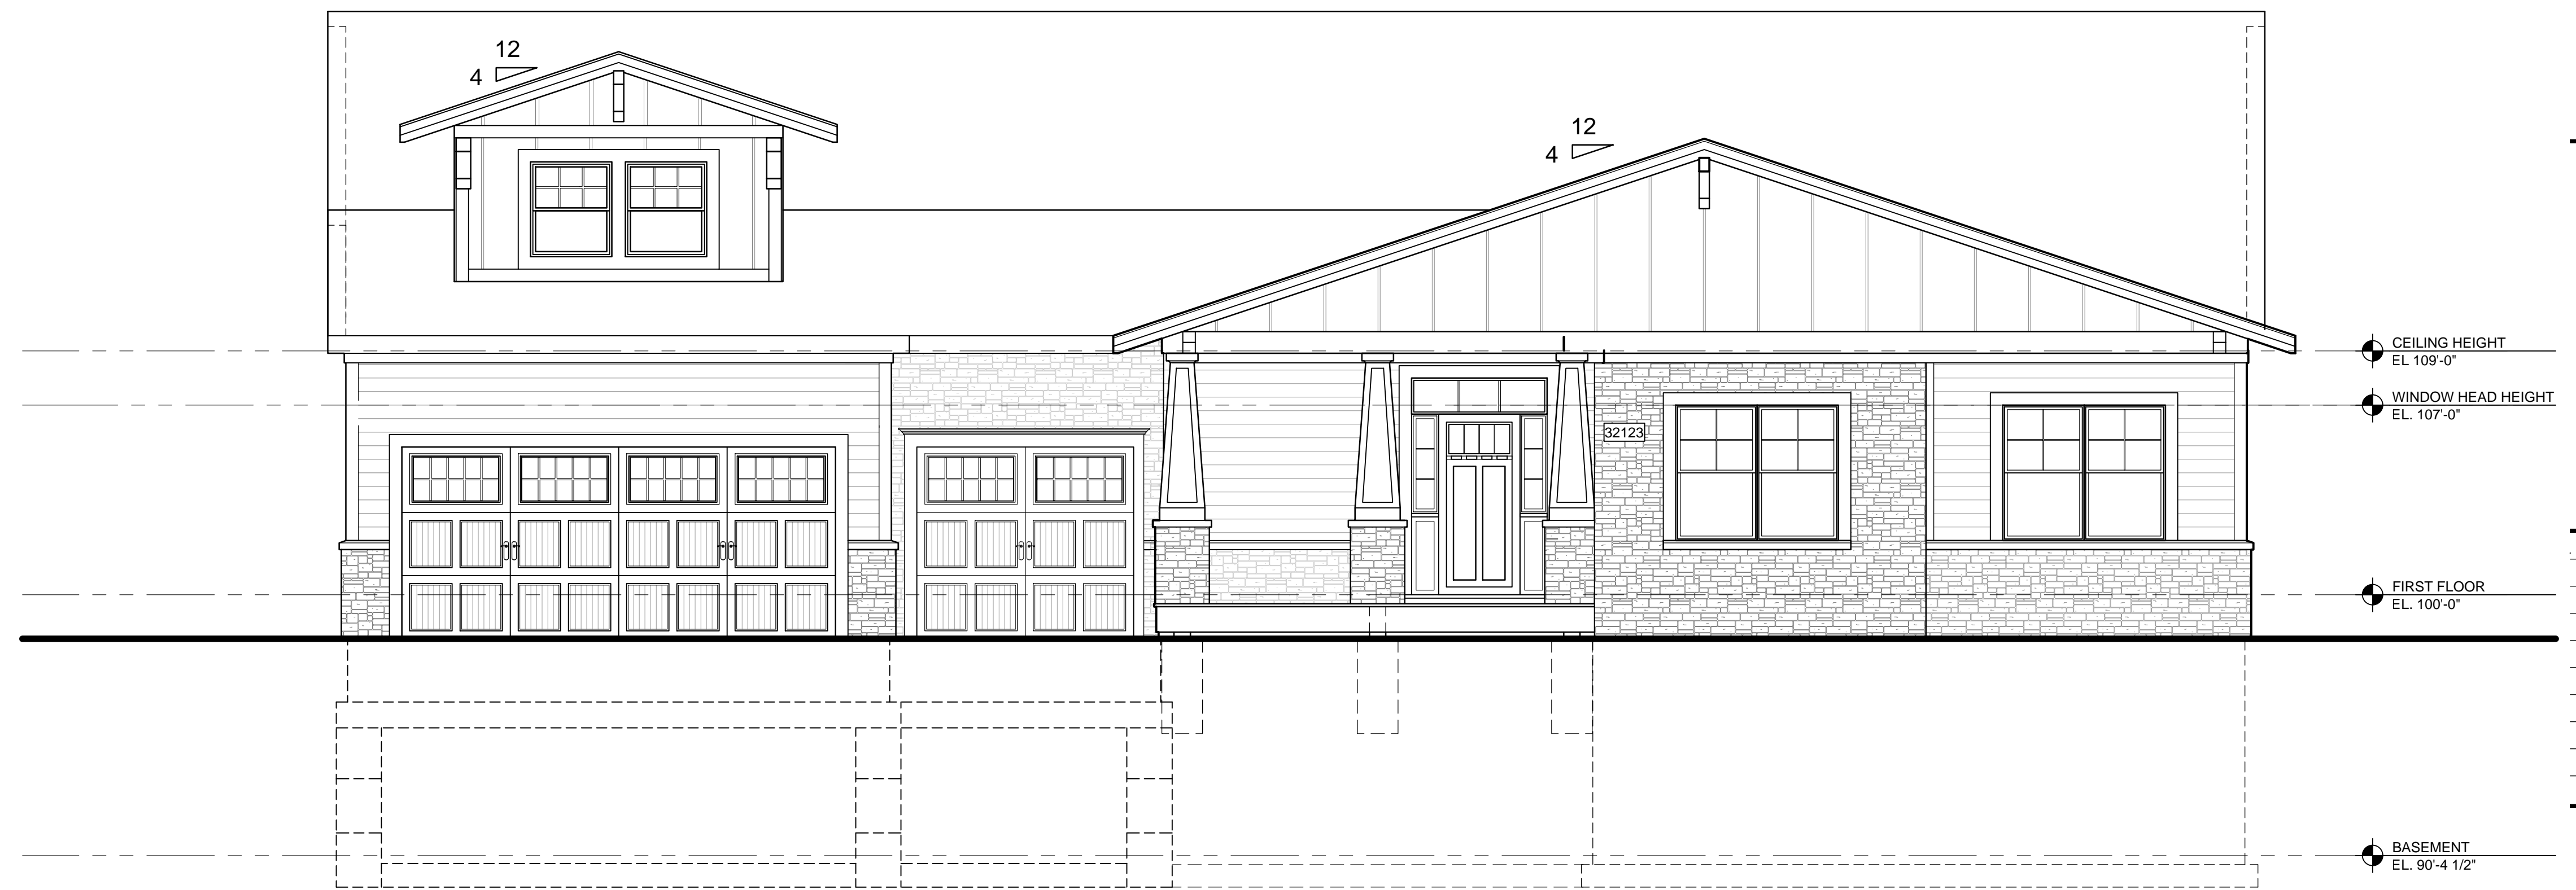 12
4
12
4
CEILING HEIGHT
EL 109'-0"
WINDOW HEAD HEIGHT
EL. 107'-0"
32123
FIRST FLOOR
EL. 100'-0"
BASEMENT
EL. 90'-4 1/2"